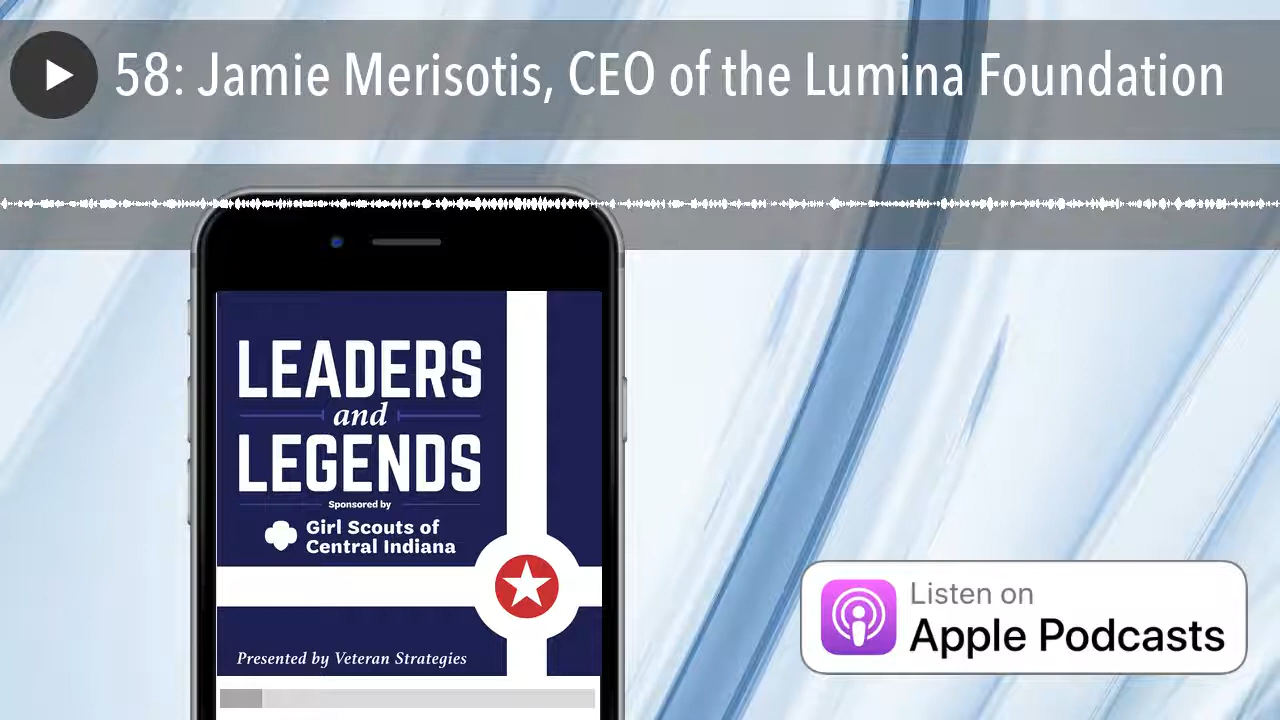 58: Jamie Merisotis, CEO of the Lumina Foundation
LEADERS
and
LEGENDS
Sponsored by
Girl Scouts of
Central Indiana
Presented by Veteran Strategies
Listen on
Apple Podcasts